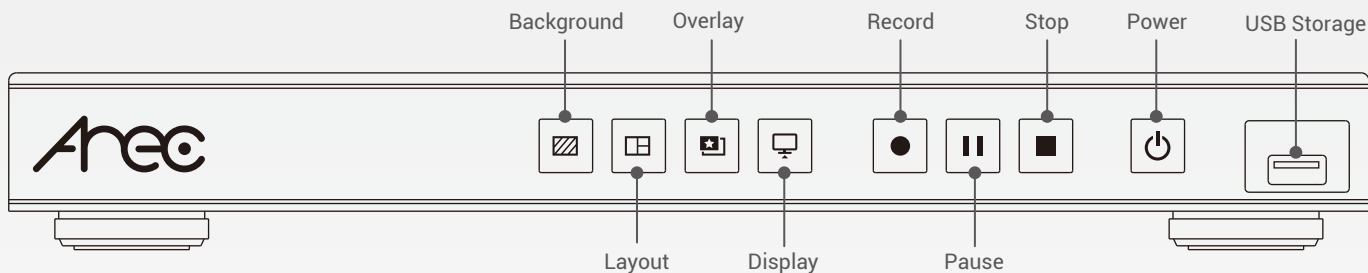 Background Overlay Record Stop Power USB Storage
Arec
Layout Display Pause